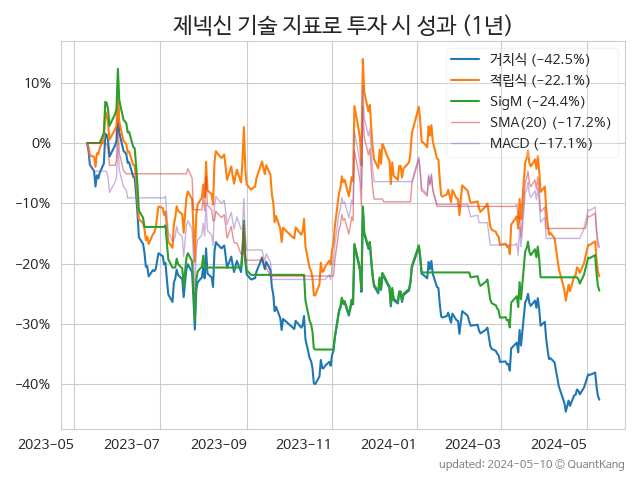 제넥신 기술 지표로 투자 시 성과 (1년)
거치식 (−42.5%)
적립식 (−22.1%)
SigM (−24.4%)
SMA(20) (−17.2%)
MACD (−17.1%)
10%
0%
−10%
−20%
−30%
−40%
2023-05 2023-07 2023-09 2023-11 2024-01 2024-03 2024-05
updated: 2024-05-10 © QuantKang